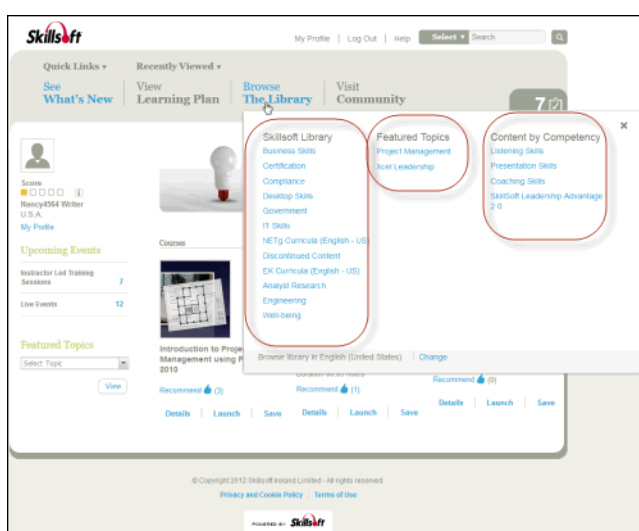 Skillsoft
My Profile | Log Out | Help Select ▾ Search
Quick Links ▾ Recently Viewed ▾
See What's New
View Learning Plan
Browse The Library
Visit Community
7
Skillsoft Library
Business Skills
Certification
Compliance
Desktop Skills
Government
IT Skills
NETg Curricula (English - US)
Discontinued Content
EK Curricula (English - US)
Analyst Research
Engineering
Well-being
Featured Topics
Project Management
Xcel Leadership
Content by Competency
Listening Skills
Presentation Skills
Coaching Skills
SkillSoft Leadership Advantage
2.0
Browse library in English (United States) | Change
Score
Nancy4564 Writer
U.S.A.
My Profile
Upcoming Events
Instructor Led Training
Sessions 7
Live Events 12
Featured Topics
Select Topic
View
Courses
Introduction to Proje
Management using P
2010
Recommend (3)
Details | Launch | Save
Recommend (1)
Details | Launch | Save
Recommend (0)
Details | Launch | Save
© Copyright 2012 Skillsoft Ireland Limited - All rights reserved
Privacy and Cookie Policy | Terms of Use
POWERED BY Skillsoft